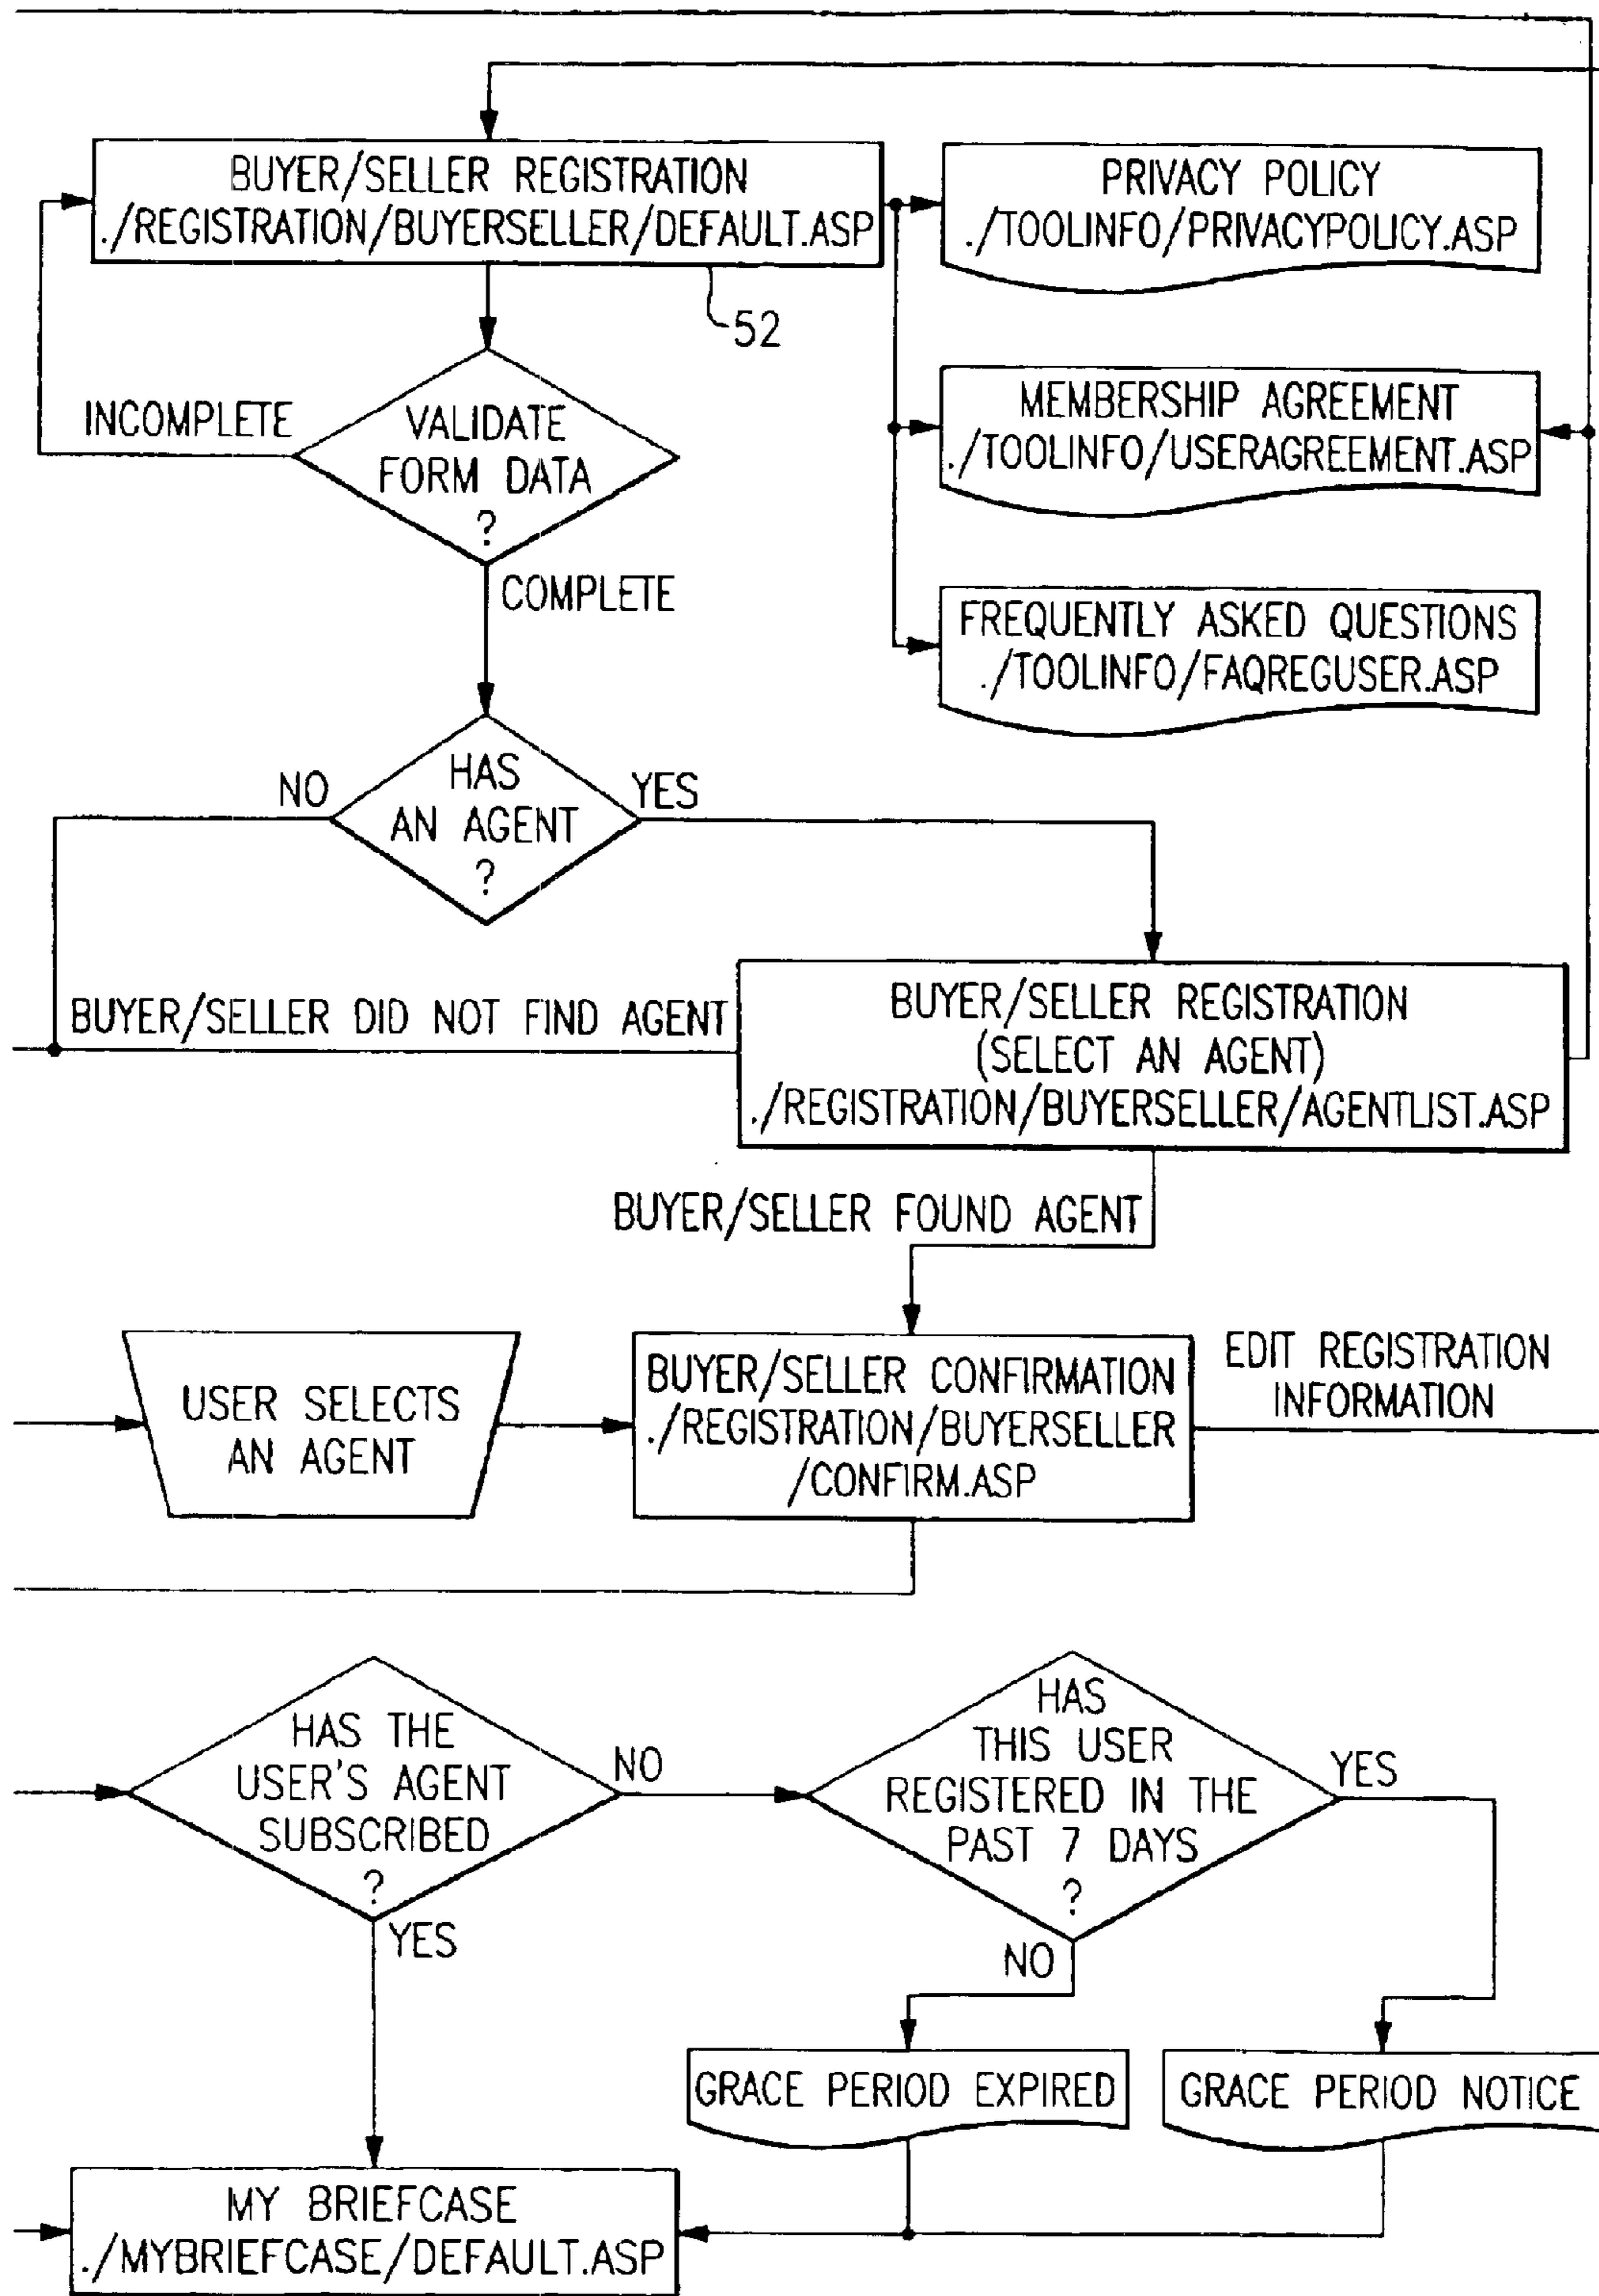 BUYER/SELLER REGISTRATION
./REGISTRATION/BUYERSELLER/DEFAULT.ASP
52
PRIVACY POLICY
./TOOLINFO/PRIVACYPOLICY.ASP
INCOMPLETE
VALIDATE
FORM DATA
?
MEMBERSHIP AGREEMENT
./TOOLINFO/USERAGREEMENT.ASP
COMPLETE
FREQUENTLY ASKED QUESTIONS
./TOOLINFO/FAQREGUSER.ASP
NO
HAS
AN AGENT
?
YES
BUYER/SELLER DID NOT FIND AGENT
BUYER/SELLER REGISTRATION
(SELECT AN AGENT)
./REGISTRATION/BUYERSELLER/AGENTLIST.ASP
BUYER/SELLER FOUND AGENT
USER SELECTS
AN AGENT
BUYER/SELLER CONFIRMATION
./REGISTRATION/BUYERSELLER
/CONFIRM.ASP
EDIT REGISTRATION
INFORMATION
HAS THE
USER'S AGENT
SUBSCRIBED
?
NO
YES
HAS
THIS USER
REGISTERED IN THE
PAST 7 DAYS
?
YES
NO
GRACE PERIOD EXPIRED
GRACE PERIOD NOTICE
MY BRIEFCASE
./MYBRIEFCASE/DEFAULT.ASP